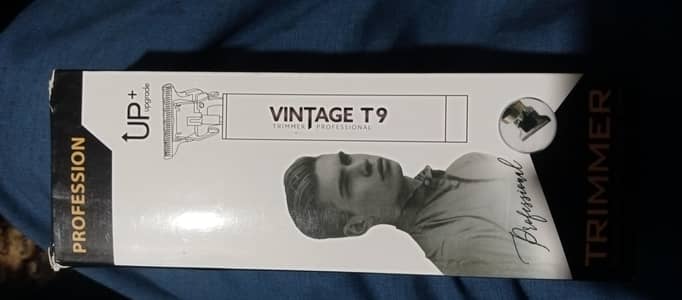 PROFESSION
UP+
upgrade
VINTAGE T9
TRIMMER PROFESSIONAL
Professional
TRIMMER